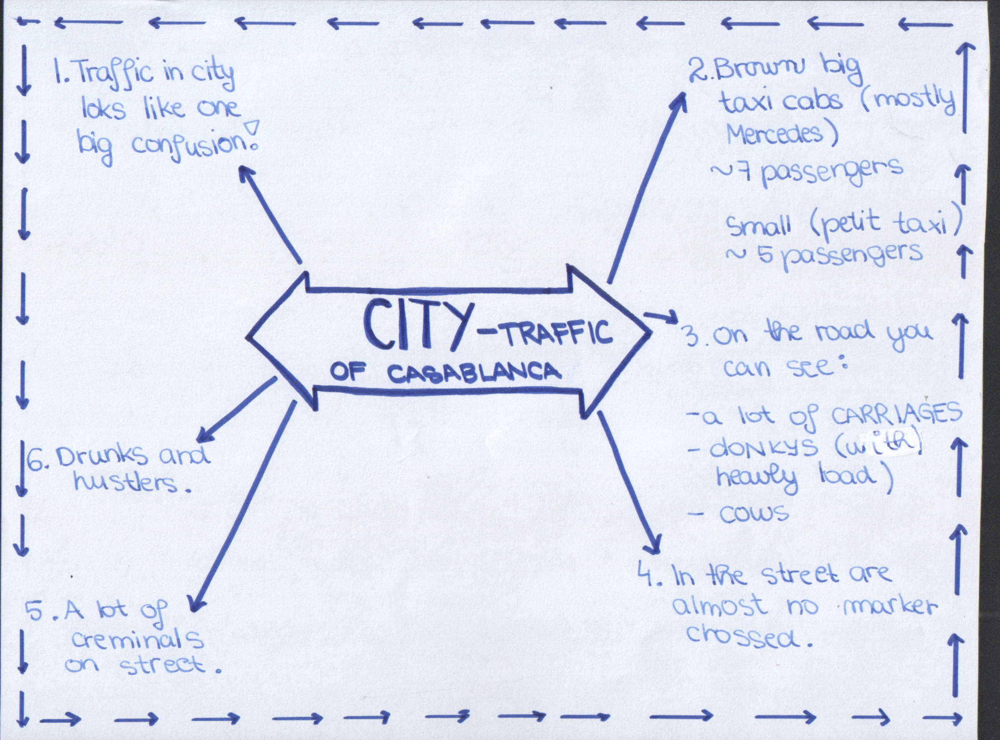 1. Traffic in city
loks like one
big confusion!
2. Brown big
taxi cabs (mostly
Mercedes)
~7 passengers
Small (petit taxi)
~ 5 passengers
CITY-TRAFFIC
OF CASABLANCA
3. On the road you
can see:
-a lot of CARRIAGES
- dONKYS (with)
heavly load)
- cows
4. In the street are
almost no marker
chossed.
5. A lot of
creminals
on street.
6. Drunks and
hustlers.